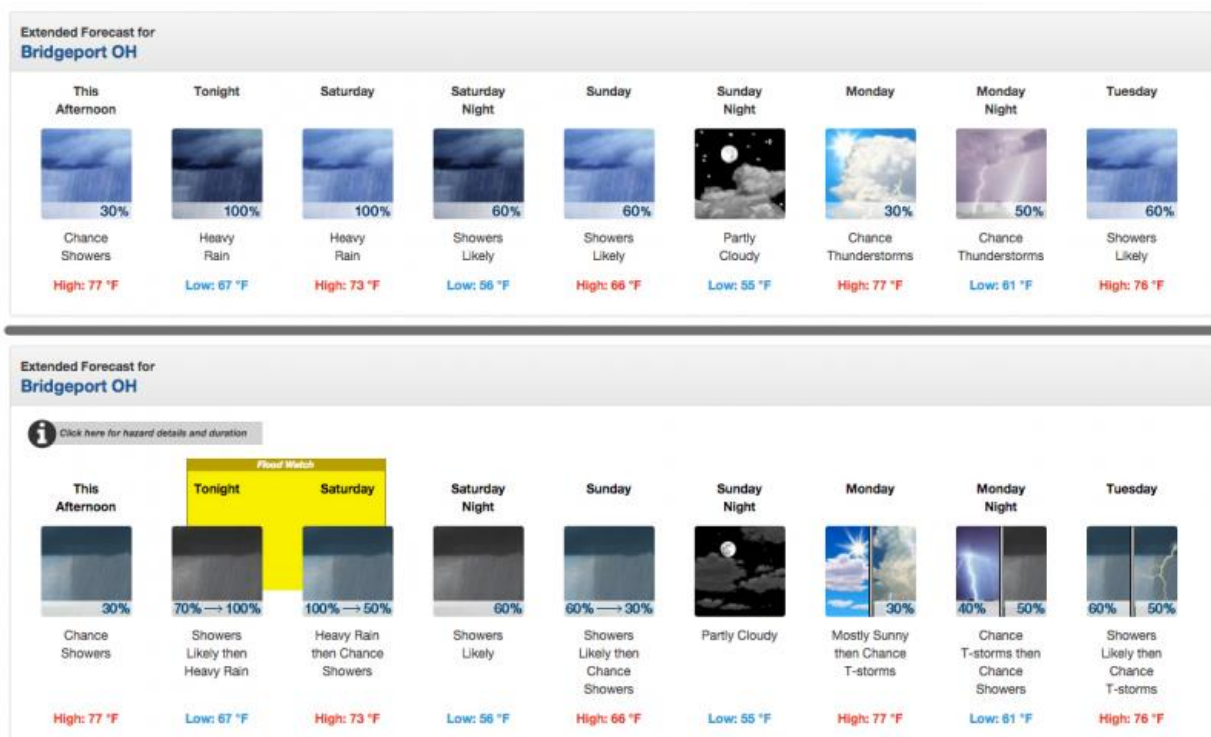 Extended Forecast for
Bridgeport OH
This Afternoon
Tonight
Saturday
Saturday Night
Sunday
Sunday Night
Monday
Monday Night
Tuesday
30%
100%
100%
60%
60%
30%
50%
60%
Chance Showers
Heavy Rain
Heavy Rain
Showers Likely
Showers Likely
Partly Cloudy
Chance Thunderstorms
Chance Thunderstorms
Showers Likely
High: 77 °F
Low: 67 °F
High: 73 °F
Low: 56 °F
High: 66 °F
Low: 55 °F
High: 77 °F
Low: 61 °F
High: 76 °F
Extended Forecast for
Bridgeport OH
i Click here for hazard details and duration
Flood Watch
This Afternoon
Tonight
Saturday
Saturday Night
Sunday
Sunday Night
Monday
Monday Night
Tuesday
30%
70% → 100%
100% → 50%
60%
60% → 30%
30%
40% 50%
60% 50%
Chance Showers
Showers Likely then Heavy Rain
Heavy Rain then Chance Showers
Showers Likely
Showers Likely then Chance Showers
Partly Cloudy
Mostly Sunny then Chance T-storms
Chance T-storms then Chance Showers
Showers Likely then Chance T-storms
High: 77 °F
Low: 67 °F
High: 73 °F
Low: 56 °F
High: 66 °F
Low: 55 °F
High: 77 °F
Low: 61 °F
High: 76 °F